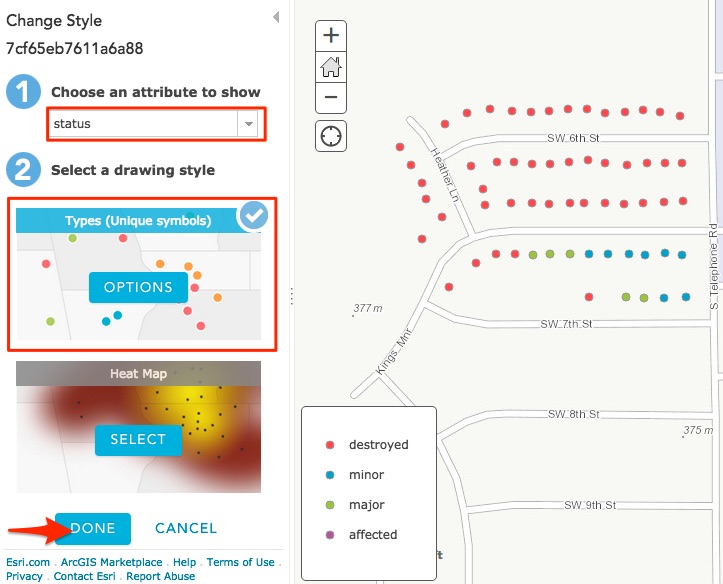 Change Style
7cf65eb7611a6a88
1 Choose an attribute to show
status
2 Select a drawing style
Types (Unique symbols)
OPTIONS
Heat Map
SELECT
DONE CANCEL
Esri.com . ArcGIS Marketplace . Help . Terms of Use .
Privacy . Contact Esri . Report Abuse
+
−
SW 6th St
Heather Ln
S Telephone Rd
377 m
SW 7th St
Kings Mnr
SW 8th St
375 m
SW 9th St
destroyed
minor
major
affected